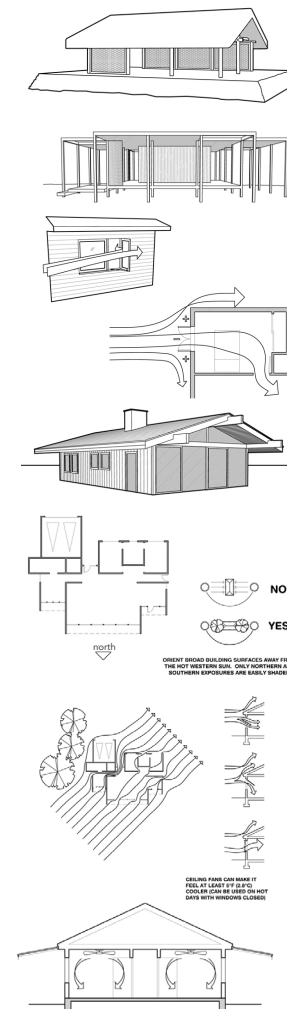 NO
YES
north
ORIENT BROAD BUILDING SURFACES AWAY FR
THE HOT WESTERN SUN. ONLY NORTHERN A
SOUTHERN EXPOSURES ARE EASILY SHADE
CEILING FANS CAN MAKE IT
FEEL AT LEAST 5°F (2.8°C)
COOLER (CAN BE USED ON HOT
DAYS WITH WINDOWS CLOSED)